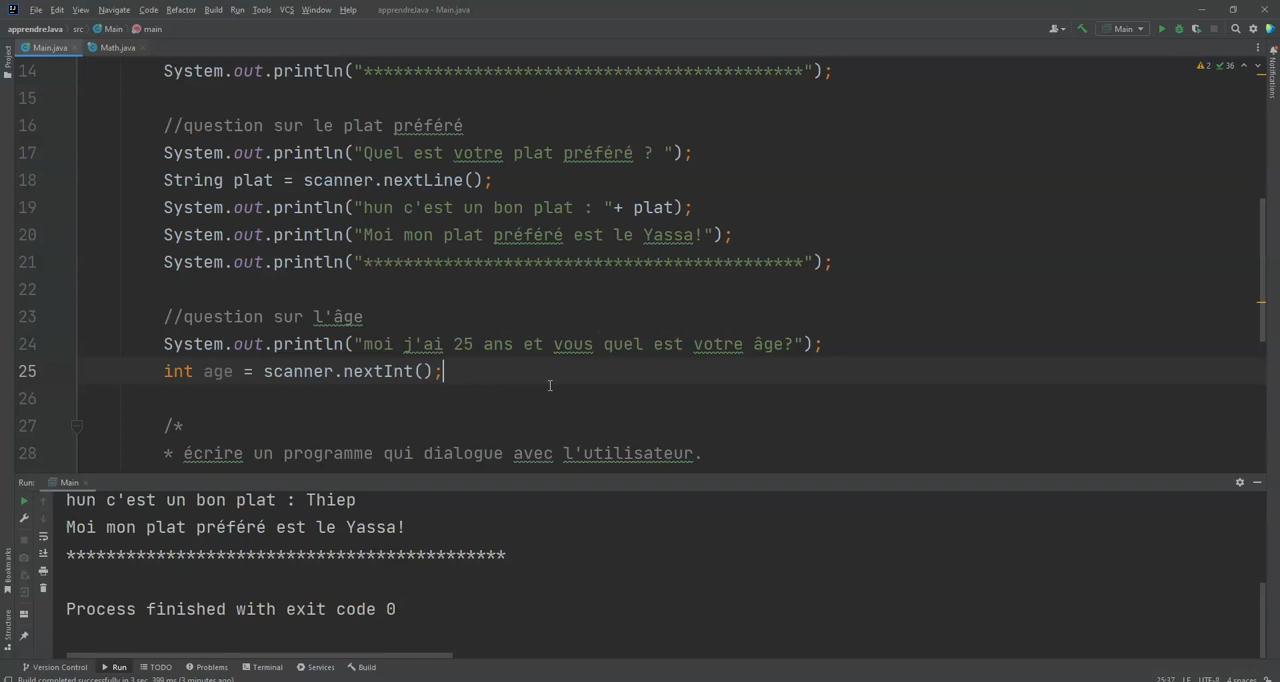 File Edit View Navigate Code Refactor Build Run Tools VCS Window Help apprendreJava - Main.java
apprendreJava src Main main Main
Main.java Math.java
Project
Notifications
2 36
14 System.out.println("********************************************");
15
16 //question sur le plat préféré
17 System.out.println("Quel est votre plat préféré ? ");
18 String plat = scanner.nextLine();
19 System.out.println("hun c'est un bon plat : "+ plat);
20 System.out.println("Moi mon plat préféré est le Yassa!");
21 System.out.println("********************************************");
22
23 //question sur l'âge
24 System.out.println("moi j'ai 25 ans et vous quel est votre âge?");
25 int age = scanner.nextInt();
26
27 /*
28 * écrire un programme qui dialogue avec l'utilisateur.
Run: Main
hun c'est un bon plat : Thiep
Moi mon plat préféré est le Yassa!
********************************************
Process finished with exit code 0
Bookmarks
Structure
Version Control Run TODO Problems Terminal Services Build
Build completed successfully in 3 sec, 399 ms (3 minutes ago) 25:37 LF UTF-8 4 spaces